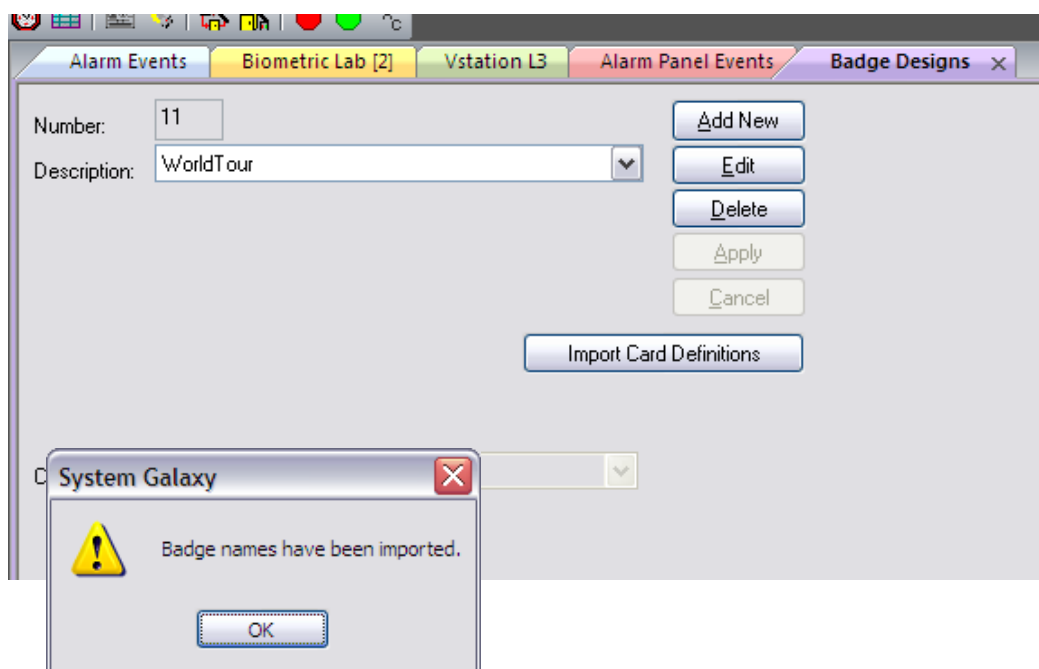 Alarm Events Biometric Lab [2] Vstation L3 Alarm Panel Events Badge Designs
Number: 11 Add New
Description: WorldTour Edit
Delete
Apply
Cancel
Import Card Definitions
C
System Galaxy
Badge names have been imported.
OK